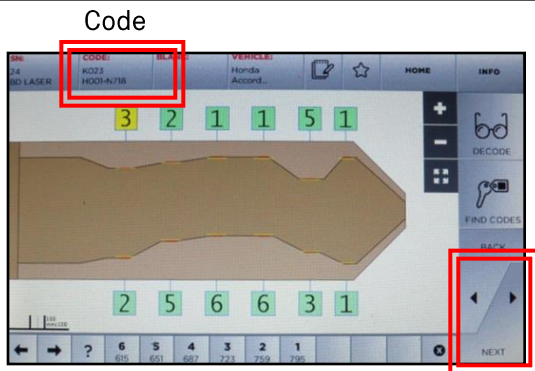 Code
SN: CODE: BLA VEHICLE:
24 K023 Honda HOME INFO
BD LASER H001-N718 Accord...
3 2 1 1 5 1
+
-
DECODE
FIND CODES
BACK
2 5 6 6 3 1
NEXT
? 6 5 4 3 2 1
615 651 687 723 759 795